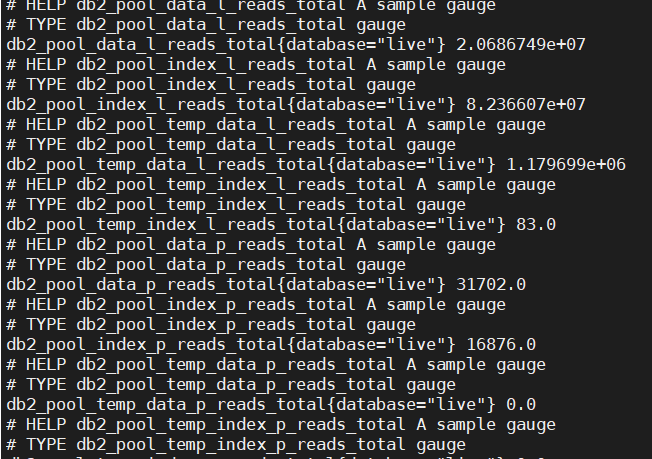 # HELP db2_pool_data_l_reads_total A sample gauge
# TYPE db2_pool_data_l_reads_total gauge
db2_pool_data_l_reads_total{database="live"} 2.0686749e+07
# HELP db2_pool_index_l_reads_total A sample gauge
# TYPE db2_pool_index_l_reads_total gauge
db2_pool_index_l_reads_total{database="live"} 8.236607e+07
# HELP db2_pool_temp_data_l_reads_total A sample gauge
# TYPE db2_pool_temp_data_l_reads_total gauge
db2_pool_temp_data_l_reads_total{database="live"} 1.179699e+06
# HELP db2_pool_temp_index_l_reads_total A sample gauge
# TYPE db2_pool_temp_index_l_reads_total gauge
db2_pool_temp_index_l_reads_total{database="live"} 83.0
# HELP db2_pool_data_p_reads_total A sample gauge
# TYPE db2_pool_data_p_reads_total gauge
db2_pool_data_p_reads_total{database="live"} 31702.0
# HELP db2_pool_index_p_reads_total A sample gauge
# TYPE db2_pool_index_p_reads_total gauge
db2_pool_index_p_reads_total{database="live"} 16876.0
# HELP db2_pool_temp_data_p_reads_total A sample gauge
# TYPE db2_pool_temp_data_p_reads_total gauge
db2_pool_temp_data_p_reads_total{database="live"} 0.0
# HELP db2_pool_temp_index_p_reads_total A sample gauge
# TYPE db2_pool_temp_index_p_reads_total gauge